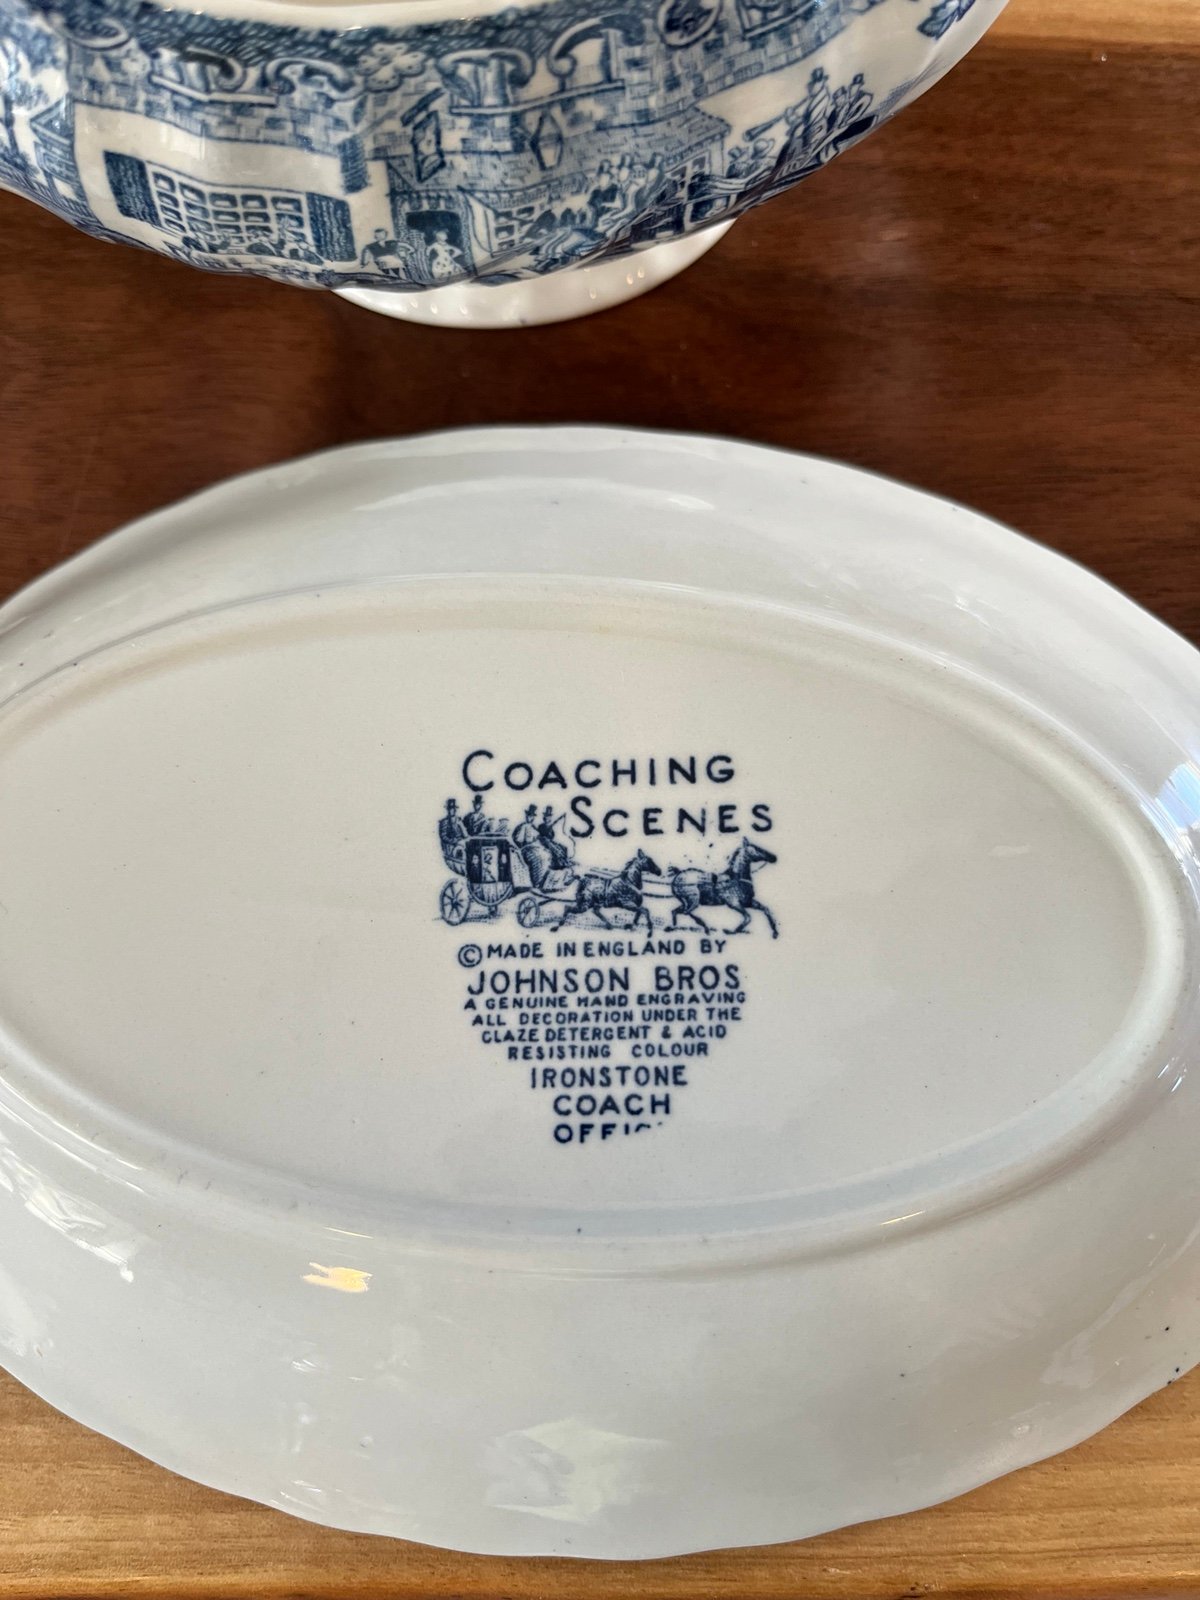 COACHING
SCENES
© MADE IN ENGLAND BY
JOHNSON BROS
A GENUINE HAND ENGRAVING
ALL DECORATION UNDER THE
GLAZE DETERGENT & ACID
RESISTING COLOUR
IRONSTONE
COACH